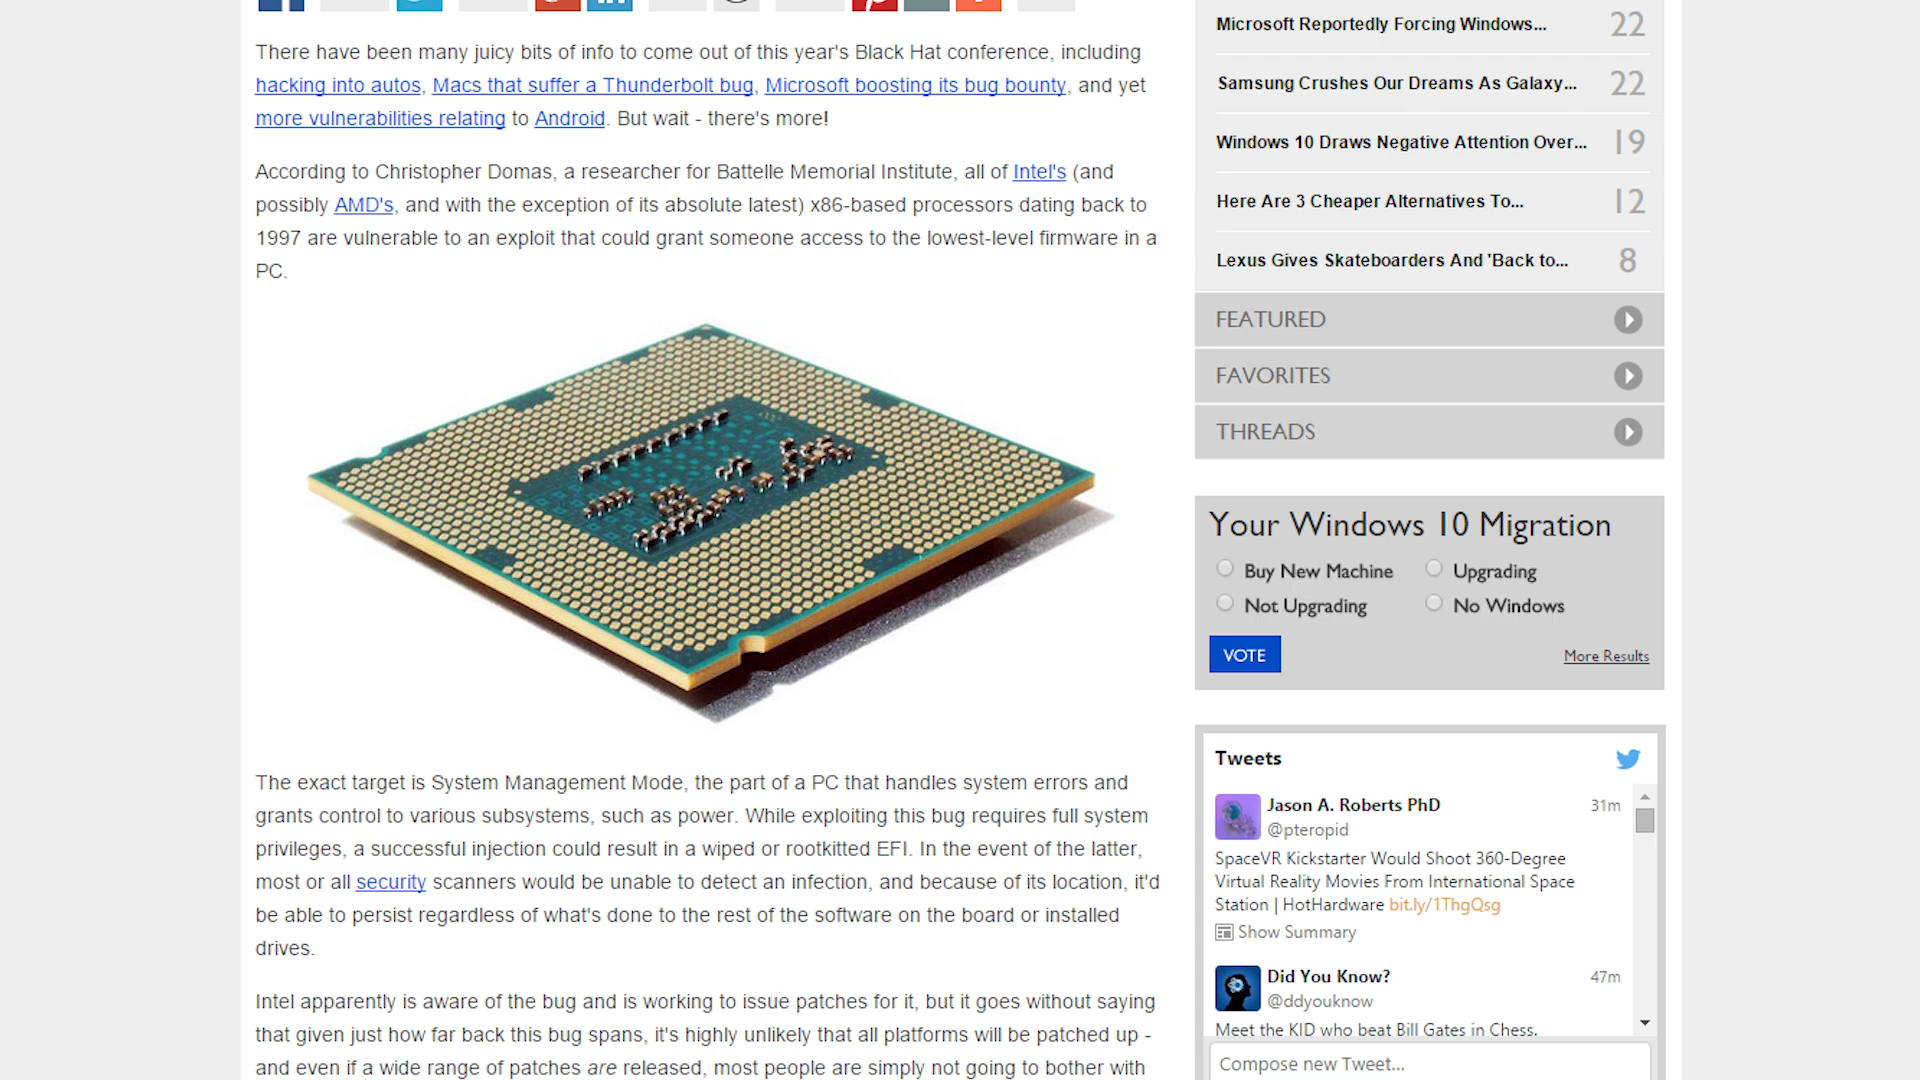 There have been many juicy bits of info to come out of this year's Black Hat conference, including
hacking into autos, Macs that suffer a Thunderbolt bug, Microsoft boosting its bug bounty, and yet
more vulnerabilities relating to Android. But wait - there's more!
According to Christopher Domas, a researcher for Battelle Memorial Institute, all of Intel's (and
possibly AMD's, and with the exception of its absolute latest) x86-based processors dating back to
1997 are vulnerable to an exploit that could grant someone access to the lowest-level firmware in a
PC.
The exact target is System Management Mode, the part of a PC that handles system errors and
grants control to various subsystems, such as power. While exploiting this bug requires full system
privileges, a successful injection could result in a wiped or rootkitted EFI. In the event of the latter,
most or all security scanners would be unable to detect an infection, and because of its location, it'd
be able to persist regardless of what's done to the rest of the software on the board or installed
drives.
Intel apparently is aware of the bug and is working to issue patches for it, but it goes without saying
that given just how far back this bug spans, it's highly unlikely that all platforms will be patched up -
and even if a wide range of patches are released, most people are simply not going to bother with
Microsoft Reportedly Forcing Windows... 22
Samsung Crushes Our Dreams As Galaxy... 22
Windows 10 Draws Negative Attention Over... 19
Here Are 3 Cheaper Alternatives To... 12
Lexus Gives Skateboarders And 'Back to... 8
FEATURED
FAVORITES
THREADS
Your Windows 10 Migration
Buy New Machine Upgrading
Not Upgrading No Windows
VOTE More Results
Tweets
Jason A. Roberts PhD 31m
@pteropid
SpaceVR Kickstarter Would Shoot 360-Degree
Virtual Reality Movies From International Space
Station | HotHardware bit.ly/1ThgQsg
Show Summary
Did You Know? 47m
@ddyouknow
Meet the KID who beat Bill Gates in Chess.
Compose new Tweet...